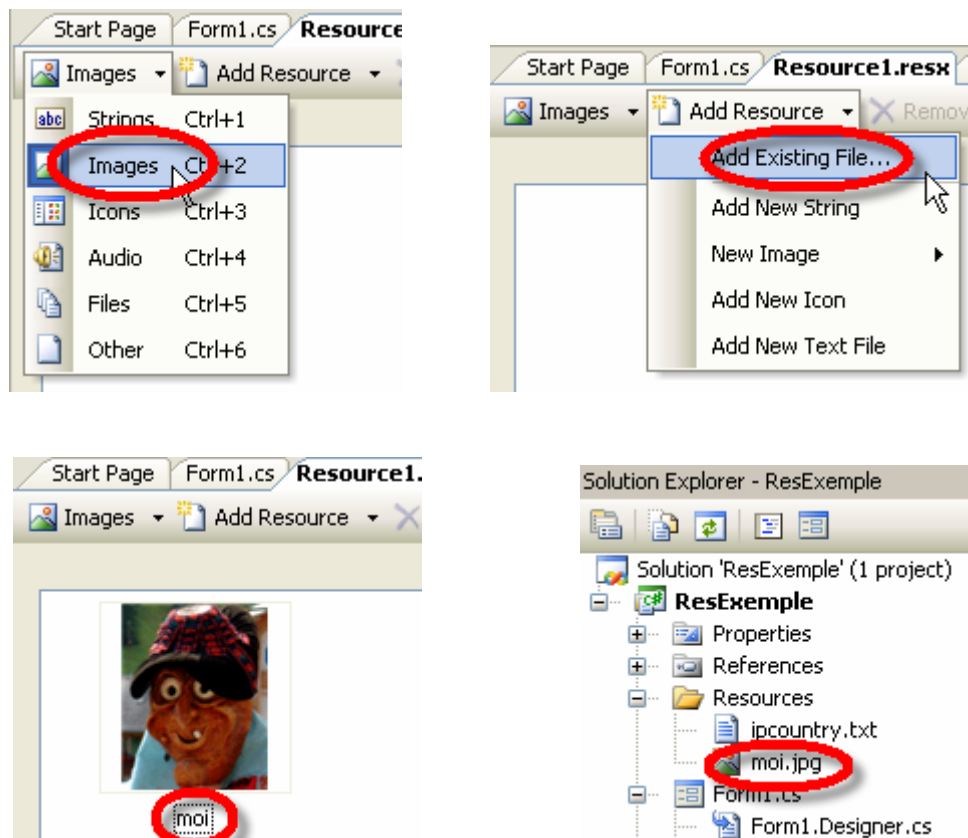 Start Page Form1.cs Resource
Images Add Resource
abc Strings Ctrl+1
Images Ctrl+2
Icons Ctrl+3
Audio Ctrl+4
Files Ctrl+5
Other Ctrl+6
Start Page Form1.cs Resource1.resx
Images Add Resource Remov
Add Existing File...
Add New String
New Image
Add New Icon
Add New Text File
Start Page Form1.cs Resource1.
Images Add Resource
moi
Solution Explorer - ResExemple
Solution 'ResExemple' (1 project)
C# ResExemple
Properties
References
Resources
ipcountry.txt
moi.jpg
Form1.cs
Form1.Designer.cs